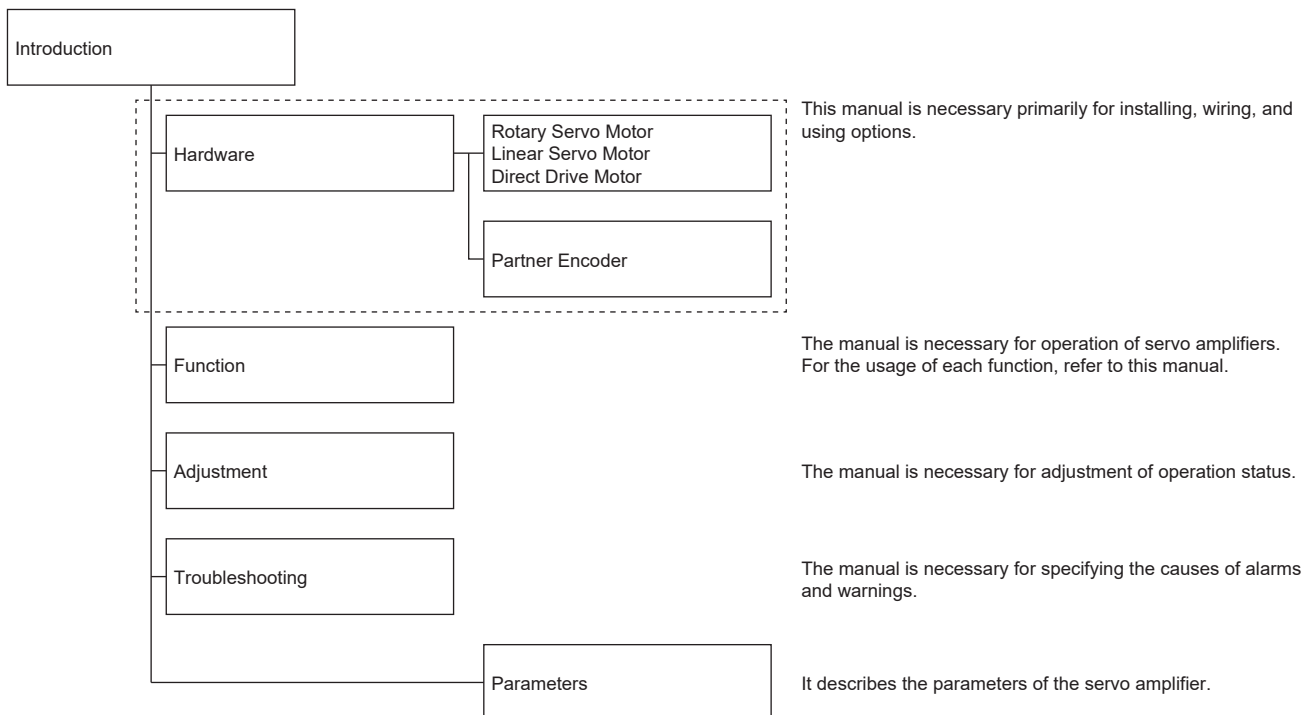 Introduction
This manual is necessary primarily for installing, wiring, and
using options.
Hardware
Rotary Servo Motor
Linear Servo Motor
Direct Drive Motor
Partner Encoder
Function
The manual is necessary for operation of servo amplifiers.
For the usage of each function, refer to this manual.
Adjustment
The manual is necessary for adjustment of operation status.
Troubleshooting
The manual is necessary for specifying the causes of alarms
and warnings.
Parameters
It describes the parameters of the servo amplifier.